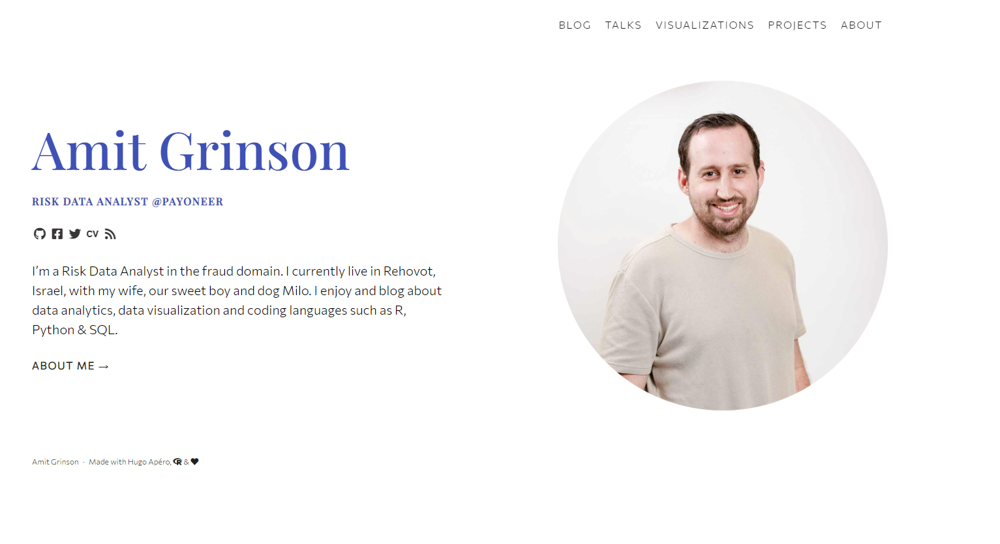 BLOG TALKS VISUALIZATIONS PROJECTS ABOUT
Amit Grinson
RISK DATA ANALYST @PAYONEER
CV
I’m a Risk Data Analyst in the fraud domain. I currently live in Rehovot,
Israel, with my wife, our sweet boy and dog Milo. I enjoy and blog about
data analytics, data visualization and coding languages such as R,
Python & SQL.
ABOUT ME →
Amit Grinson · Made with Hugo Apéro, R &